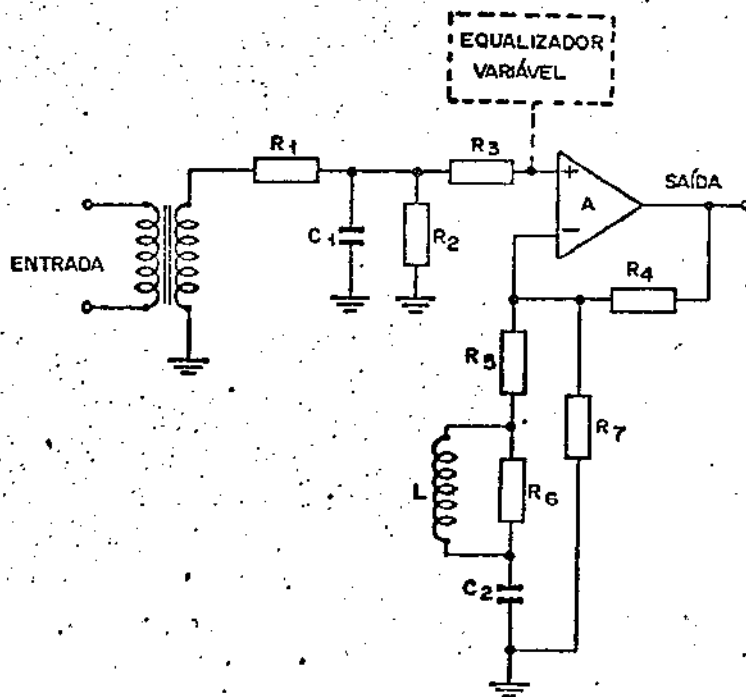 EQUALIZADOR
VARIÁVEL
R1
R3
+
A
SAÍDA
C1
R2
−
R4
ENTRADA
R5
R7
L
R6
C2